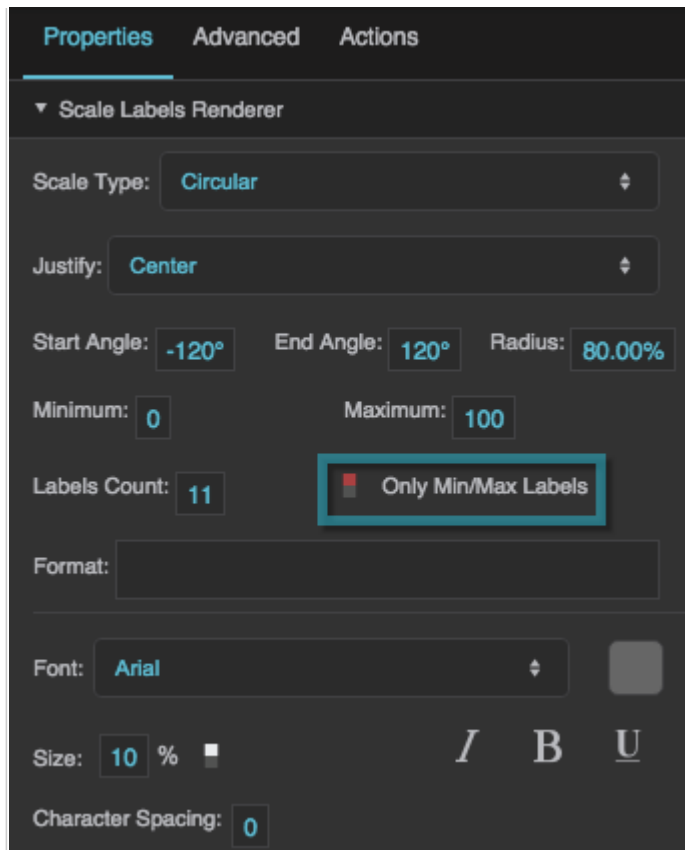 Properties Advanced Actions
Scale Labels Renderer
Scale Type: Circular
Justify: Center
Start Angle: -120° End Angle: 120° Radius: 80.00%
Minimum: 0 Maximum: 100
Labels Count: 11 Only Min/Max Labels
Format:
Font: Arial
Size: 10 % I B U
Character Spacing: 0